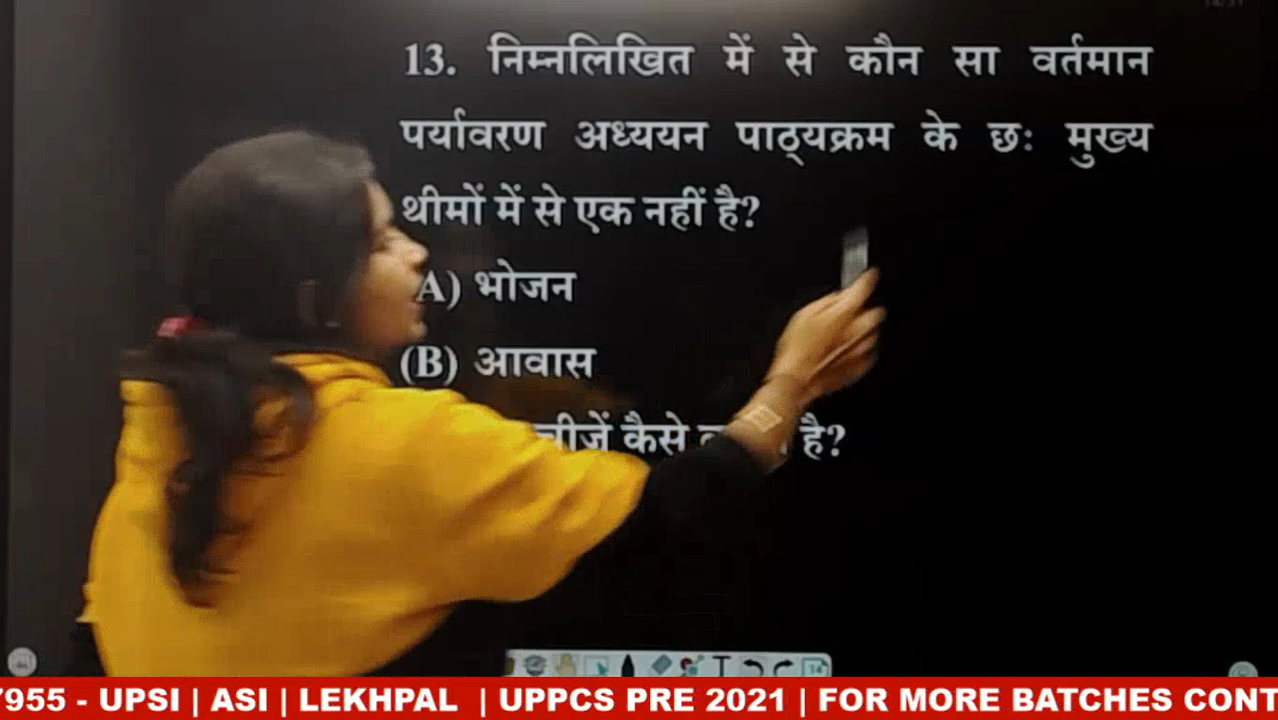 13. निम्नलिखित में से कौन सा वर्तमान
पर्यावरण अध्ययन पाठ्यक्रम के छः मुख्य
थीमों में से एक नहीं है?
A) भोजन
(B) आवास
चीजें कैसे है?
7955 - UPSI | ASI | LEKHPAL | UPPCS PRE 2021 | FOR MORE BATCHES CONT